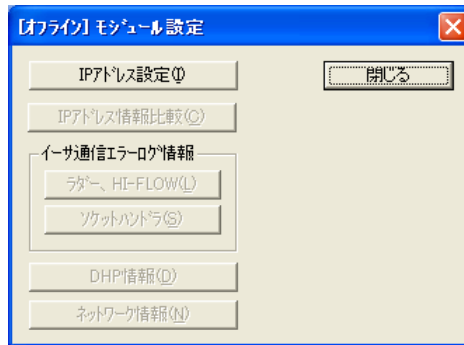 [オフライン] モジュール設定
IPアドレス設定(I)
閉じる
IPアドレス情報比較(C)
イーサ通信エラーログ情報
ラダー、HI-FLOW(L)
ソケットハンドラ(S)
DHP情報(D)
ネットワーク情報(N)